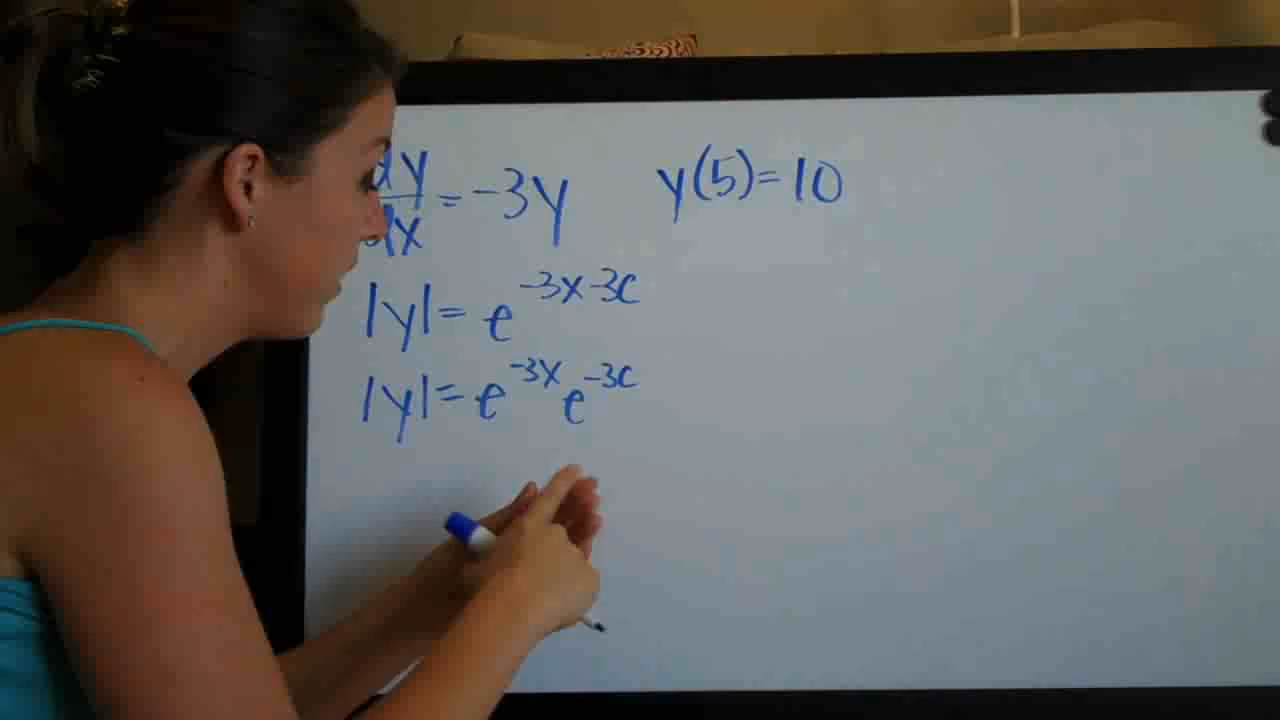 dy/dx = -3y y(5)=10
|y| = e^{-3x-3c}
|y| = e^{-3x} e^{-3c}